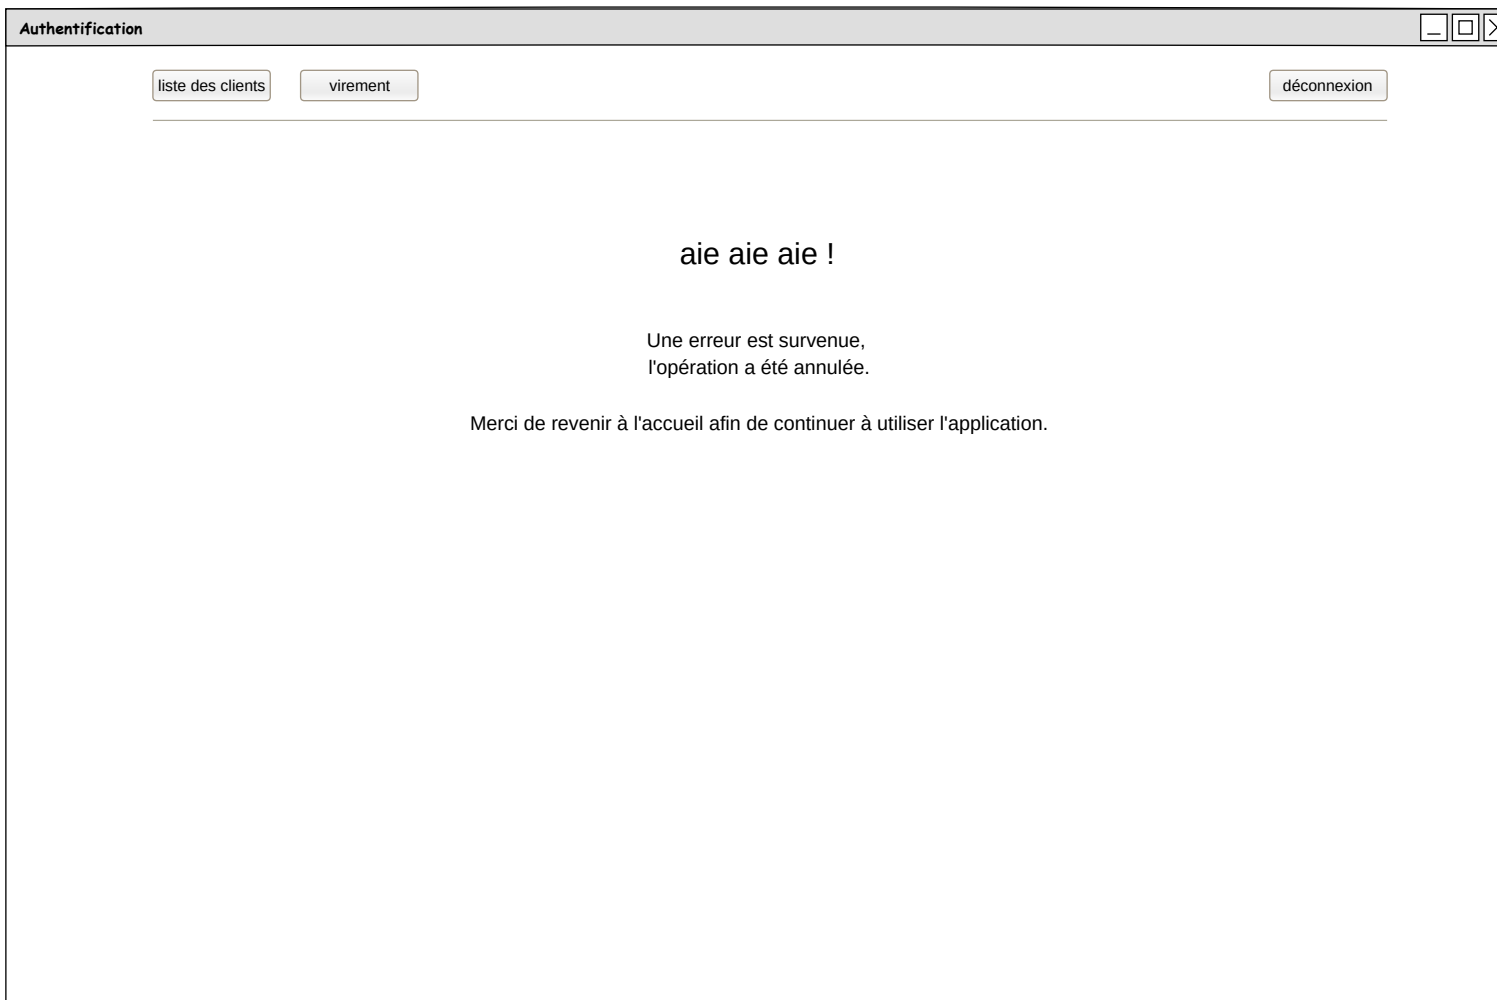 Authentification
liste des clients
virement
déconnexion
aie aie aie !
Une erreur est survenue,
l'opération a été annulée.
Merci de revenir à l'accueil afin de continuer à utiliser l'application.